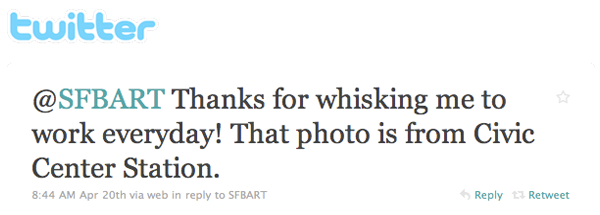 twitter
@SFBART Thanks for whisking me to
work everyday! That photo is from Civic
Center Station.
8:44 AM Apr 20th via web in reply to SFBART Reply Retweet